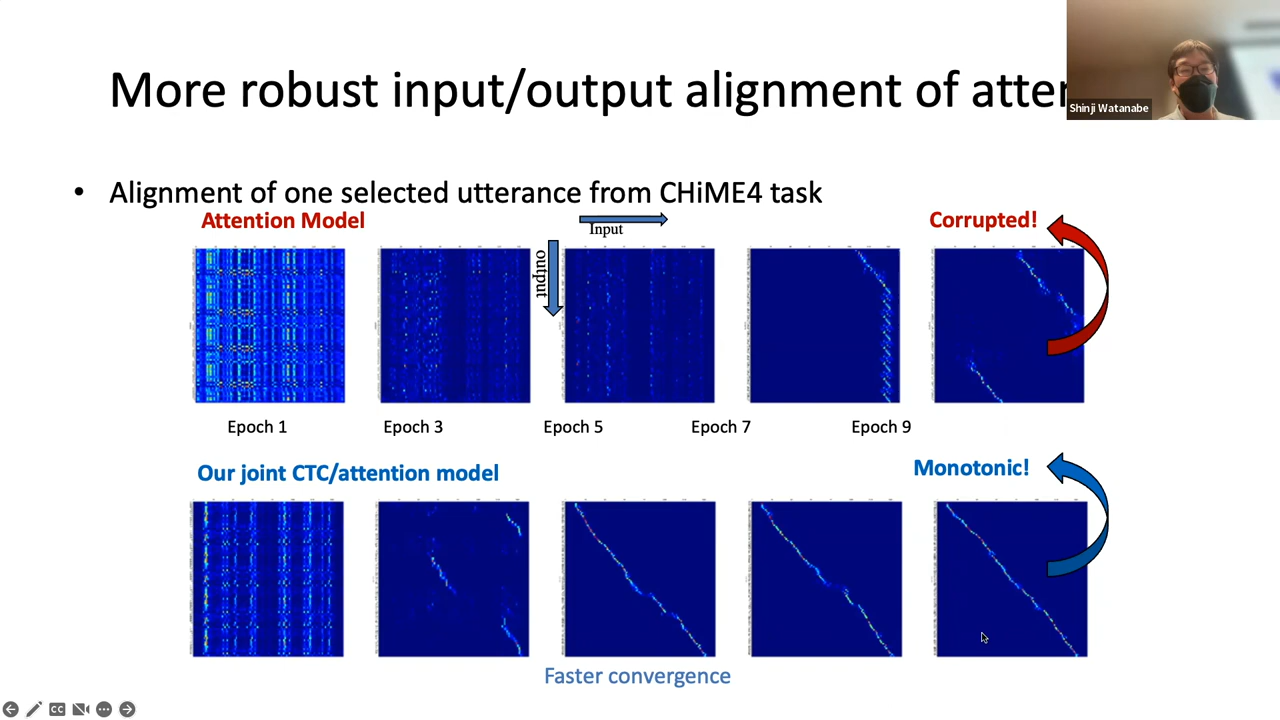 More robust input/output alignment of atten
Shinji Watanabe
• Alignment of one selected utterance from CHiME4 task
Attention Model
Input
output
Corrupted!
Epoch 1
Epoch 3
Epoch 5
Epoch 7
Epoch 9
Our joint CTC/attention model
Monotonic!
Faster convergence
CC